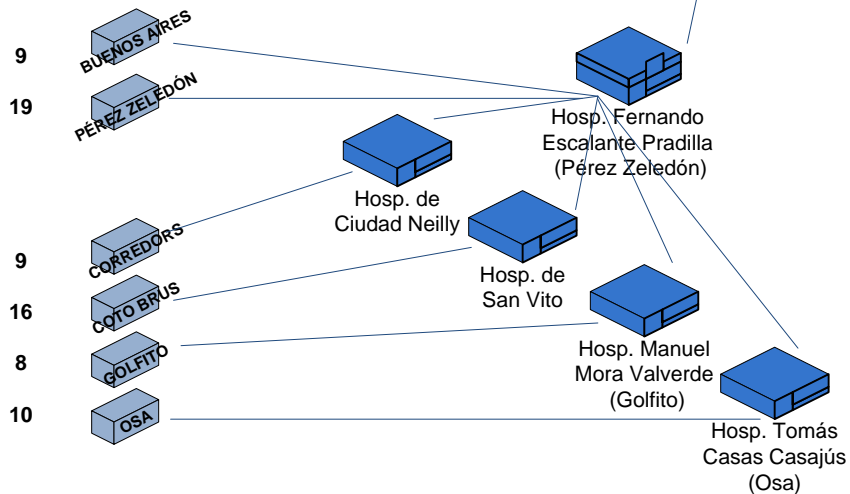 9
BUENOS AIRES
19
PÉREZ ZELEDÓN
Hosp. Fernando
Escalante Pradilla
(Pérez Zeledón)
Hosp. de
Ciudad Neilly
9
CORREDORS
Hosp. de
San Vito
16
COTO BRUS
8
GOLFITO
Hosp. Manuel
Mora Valverde
(Golfito)
10
OSA
Hosp. Tomás
Casas Casajús
(Osa)